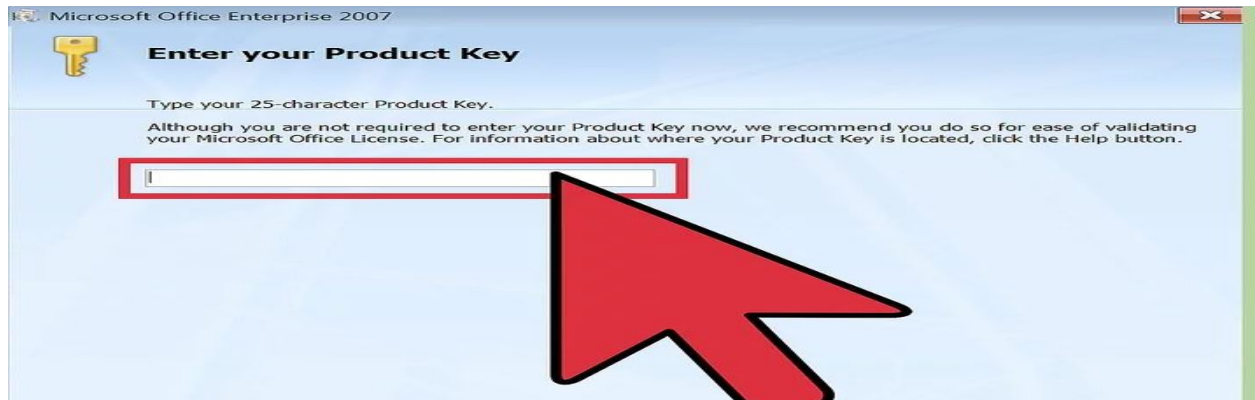 Microsoft Office Enterprise 2007
Enter your Product Key
Type your 25-character Product Key.
Although you are not required to enter your Product Key now, we recommend you do so for ease of validating
your Microsoft Office License. For information about where your Product Key is located, click the Help button.